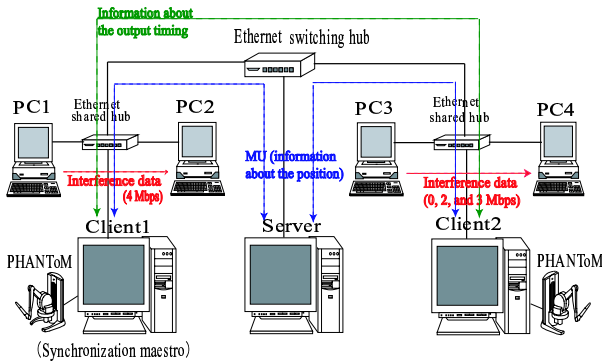 Information about
the output timing
Ethernet switching hub
PC1
Ethernet
shared hub
PC2
PC3
Ethernet
shared hub
PC4
MU (information
about the position)
Interference data
(4 Mbps)
Interference data
(0, 2, and 3 Mbps)
Client1
Server
Client2
PHANToM
PHANToM
(Synchronization maestro)